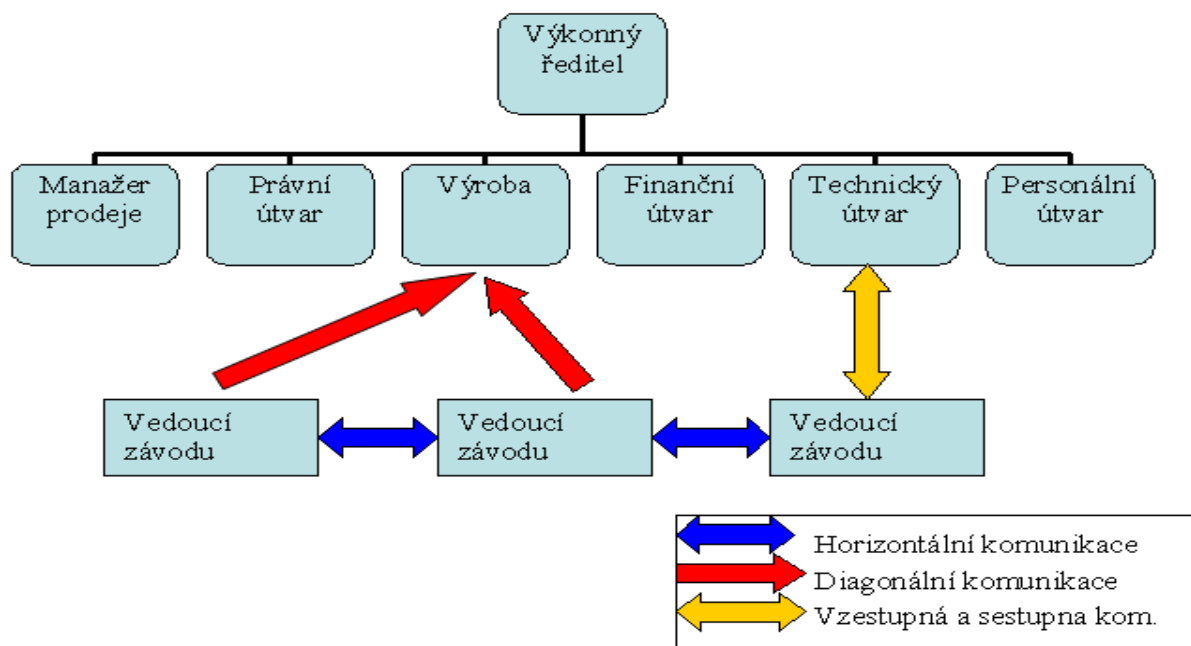 Výkonný
ředitel
Manažer
prodeje
Právní
útvar
Výroba
Finanční
útvar
Technický
útvar
Personální
útvar
Vedoucí
závodu
Vedoucí
závodu
Vedoucí
závodu
Horizontální komunikace
Diagonální komunikace
Vzestupná a sestupna kom.